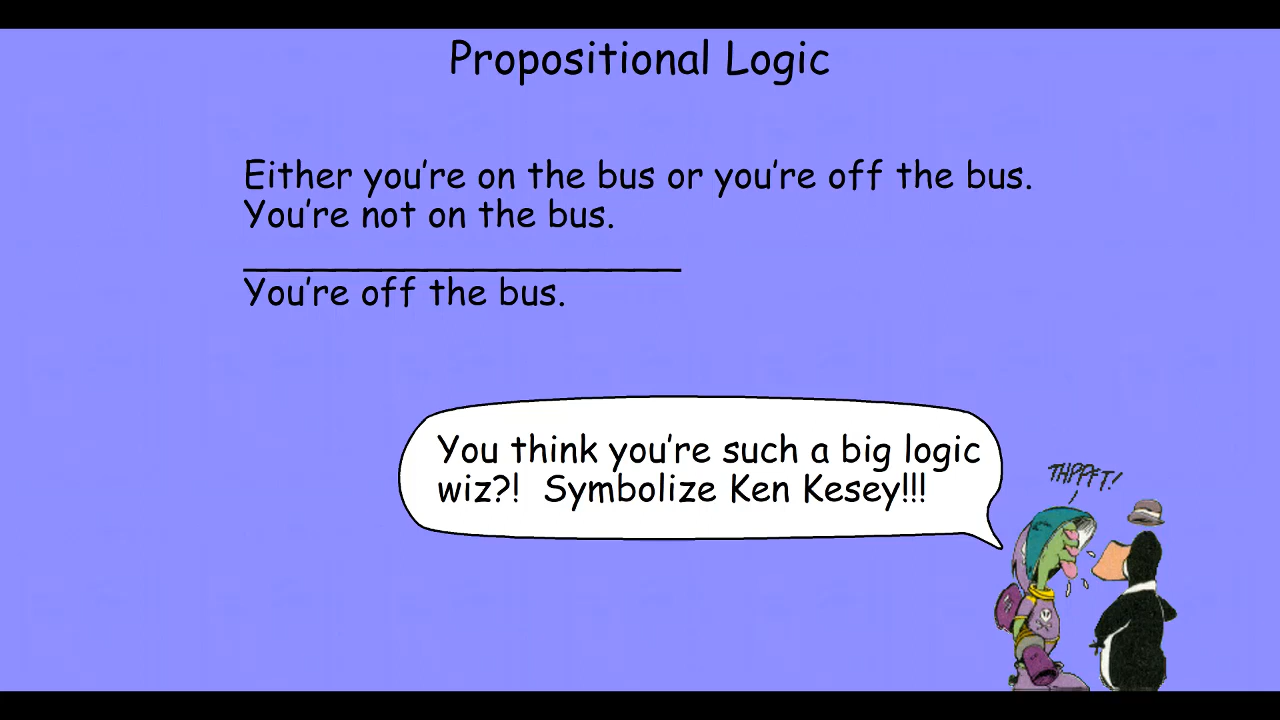 Propositional Logic
Either you're on the bus or you're off the bus.
You're not on the bus.
___________________
You're off the bus.
You think you're such a big logic
wiz?!  Symbolize Ken Kesey!!!
THPPFT!